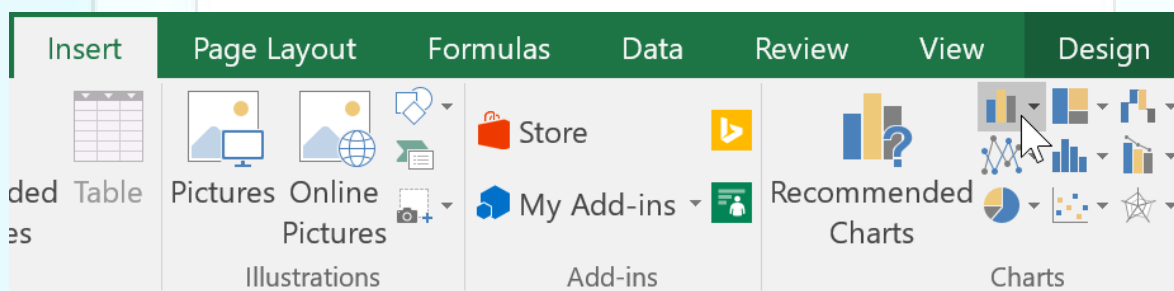 Insert Page Layout Formulas Data Review View Design
Store
ded Table Pictures Online My Add-ins Recommended
es Pictures Charts
Illustrations Add-ins Charts